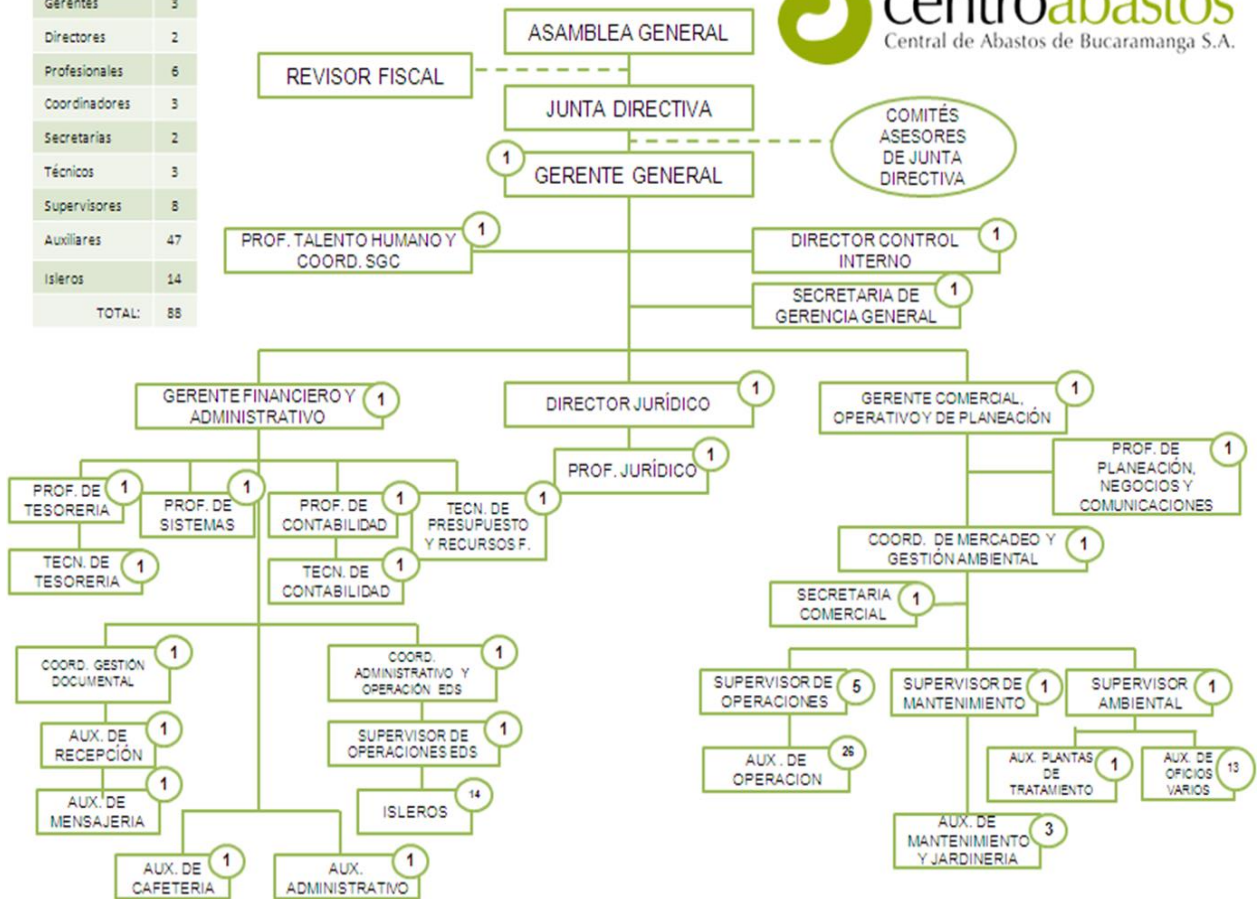 Gerentes 3
Directores 2
Profesionales 6
Coordinadores 3
Secretarias 2
Técnicos 3
Supervisores 8
Auxiliares 47
Isleros 14
TOTAL: 88
centroabastos
Central de Abastos de Bucaramanga S.A.
ASAMBLEA GENERAL
REVISOR FISCAL
JUNTA DIRECTIVA
COMITÉS
ASESORES
DE JUNTA
DIRECTIVA
1
GERENTE GENERAL
PROF. TALENTO HUMANO Y
COORD. SGC
1
DIRECTOR CONTROL
INTERNO
1
SECRETARIA DE
GERENCIA GENERAL
1
GERENTE FINANCIERO Y
ADMINISTRATIVO
1
DIRECTOR JURÍDICO
1
GERENTE COMERCIAL,
OPERATIVO Y DE PLANEACIÓN
1
PROF. JURÍDICO
1
PROF. DE
PLANEACIÓN,
NEGOCIOS Y
COMUNICACIONES
1
PROF. DE
TESORERIA
1
PROF. DE
SISTEMAS
1
PROF. DE
CONTABILIDAD
1
TECN. DE
PRESUPUESTO
Y RECURSOS F.
1
TECN. DE
TESORERIA
1
TECN. DE
CONTABILIDAD
1
COORD. DE MERCADEO Y
GESTIÓN AMBIENTAL
1
SECRETARIA
COMERCIAL
1
COORD. GESTIÓN
DOCUMENTAL
1
COORD.
ADMINISTRATIVO Y
OPERACIÓN EDS
1
SUPERVISOR DE
OPERACIONES
5
SUPERVISOR DE
MANTENIMIENTO
1
SUPERVISOR
AMBIENTAL
1
AUX. DE
RECEPCÍÓN
1
SUPERVISOR DE
OPERACIONES EDS
1
AUX. DE
OPERACION
26
AUX. PLANTAS
DE
TRATAMIENTO
1
AUX. DE
OFICIOS
VARIOS
13
AUX. DE
MENSAJERIA
1
ISLEROS
14
AUX. DE
MANTENIMIENTO
Y JARDINERIA
3
AUX. DE
CAFETERIA
1
AUX.
ADMINISTRATIVO
1